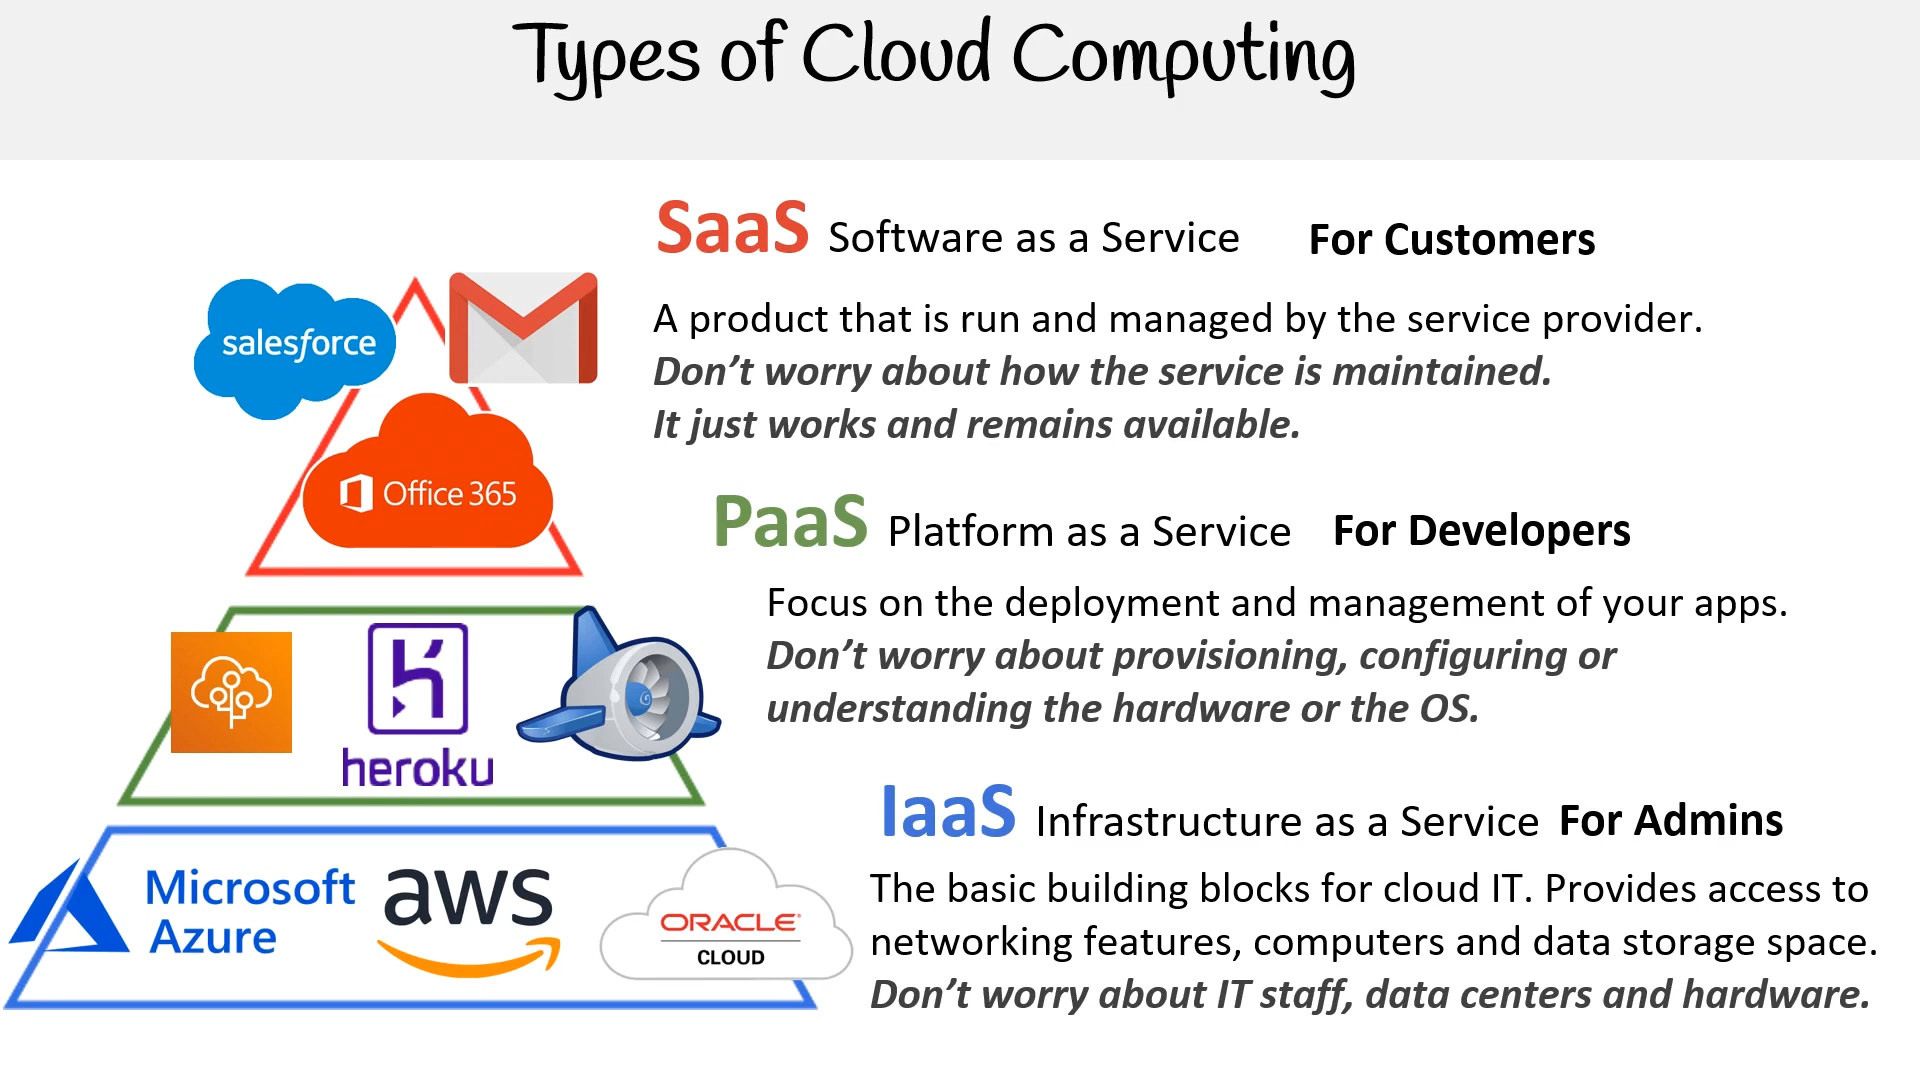 Types of Cloud Computing
SaaS Software as a Service For Customers
A product that is run and managed by the service provider.
Don’t worry about how the service is maintained.
It just works and remains available.
salesforce
Office 365
PaaS Platform as a Service For Developers
Focus on the deployment and management of your apps.
Don’t worry about provisioning, configuring or
understanding the hardware or the OS.
heroku
IaaS Infrastructure as a Service For Admins
The basic building blocks for cloud IT. Provides access to
networking features, computers and data storage space.
Don’t worry about IT staff, data centers and hardware.
Microsoft
Azure
aws
ORACLE®
CLOUD